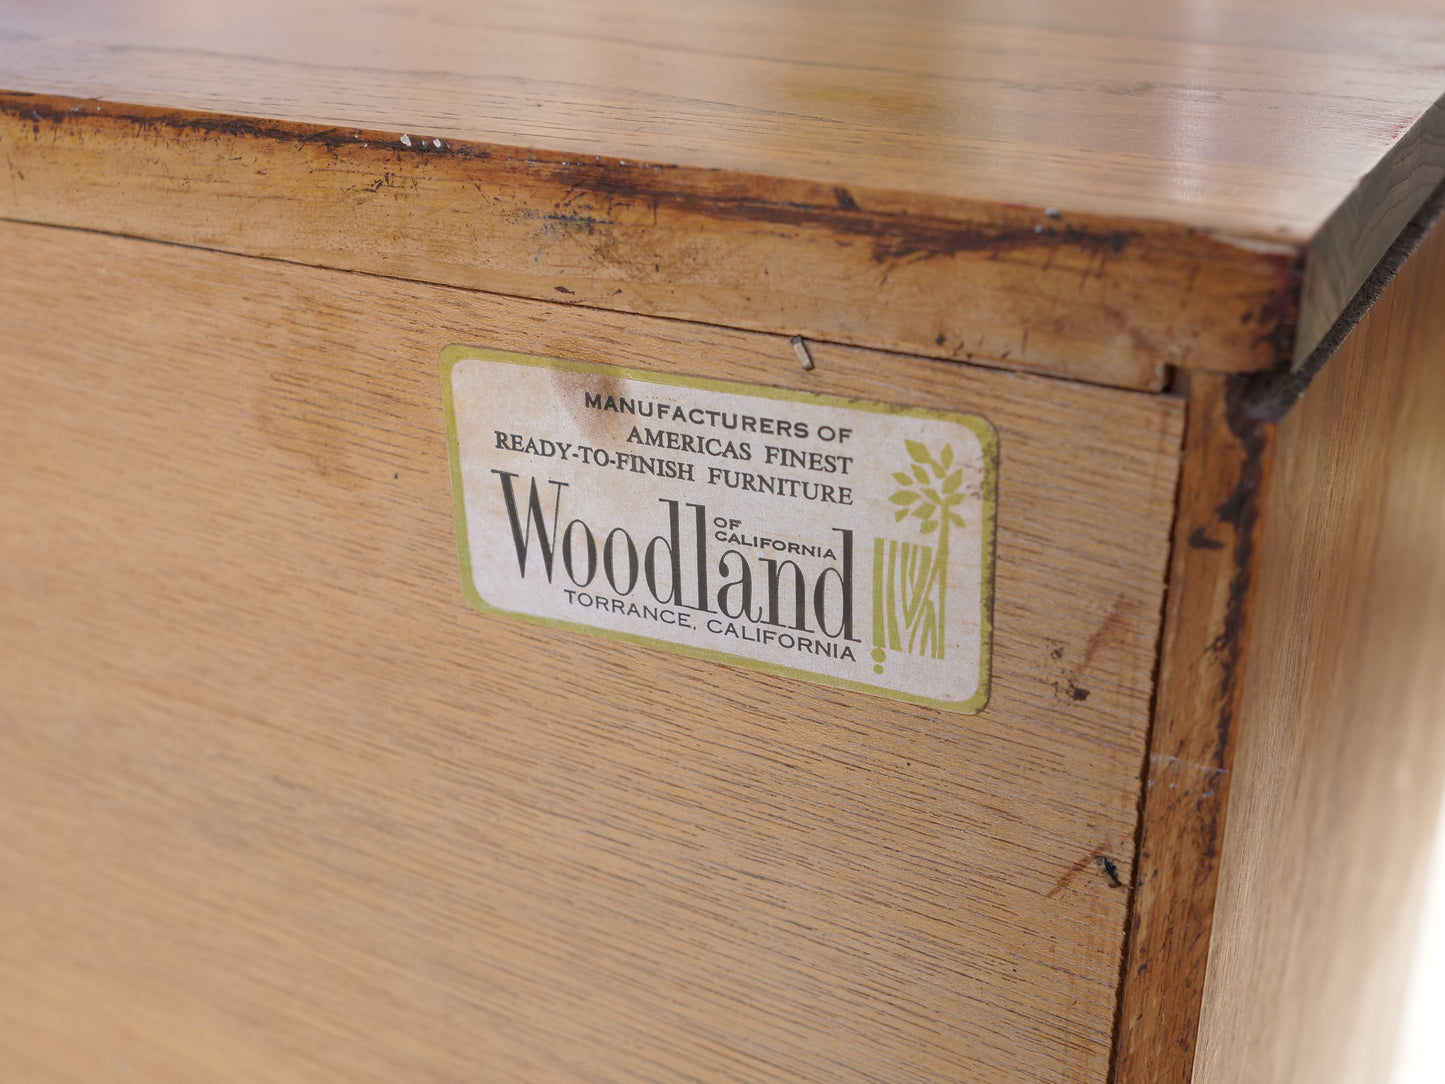 MANUFACTURERS OF
AMERICAS FINEST
READY-TO-FINISH FURNITURE
Woodland
OF
CALIFORNIA
TORRANCE, CALIFORNIA